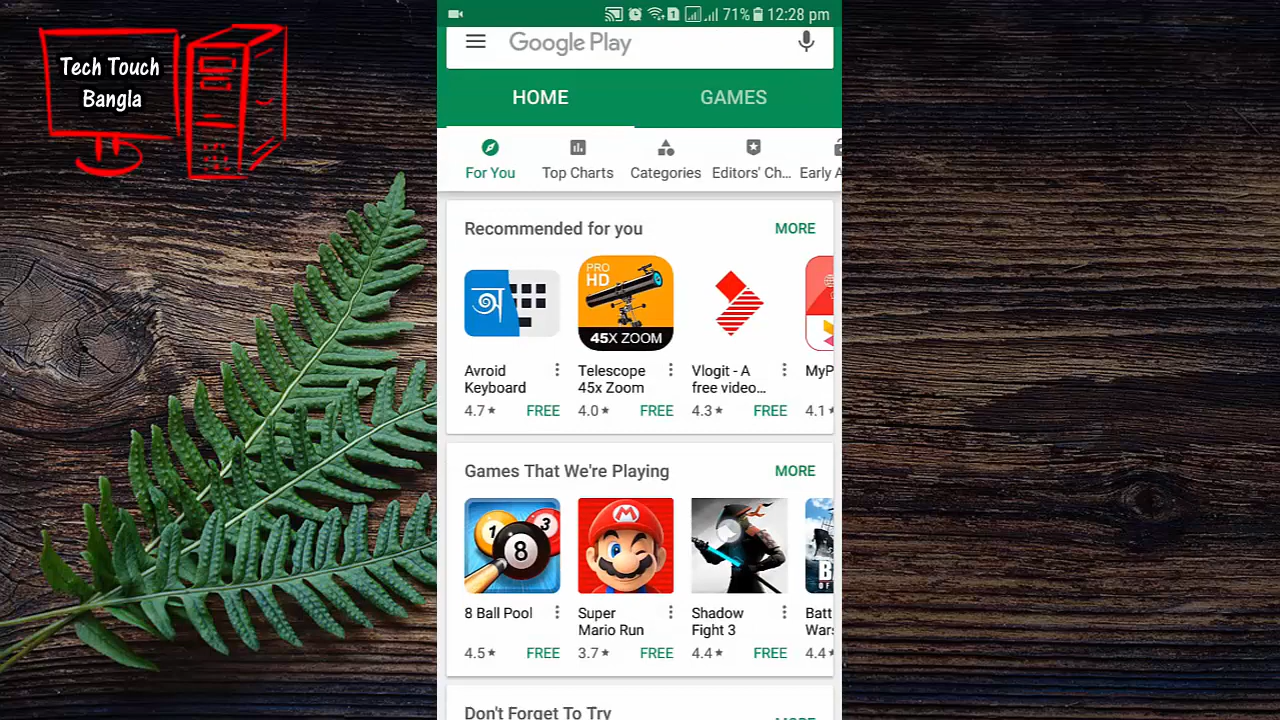 Tech Touch
Bangla
71% 12:28 pm
Google Play
HOME GAMES
For You Top Charts Categories Editors' Ch... Early A
Recommended for you MORE
অ
PRO
HD
45X ZOOM
Avroid
Keyboard
4.7★ FREE
Telescope
45x Zoom
4.0★ FREE
Vlogit - A
free video...
4.3★ FREE
MyP
4.1★
Games That We're Playing MORE
1 3
8
M
8 Ball Pool
4.5★ FREE
Super
Mario Run
3.7★ FREE
Shadow
Fight 3
4.4★ FREE
Batt
Wars
4.4★
Don't Forget To Try MORE